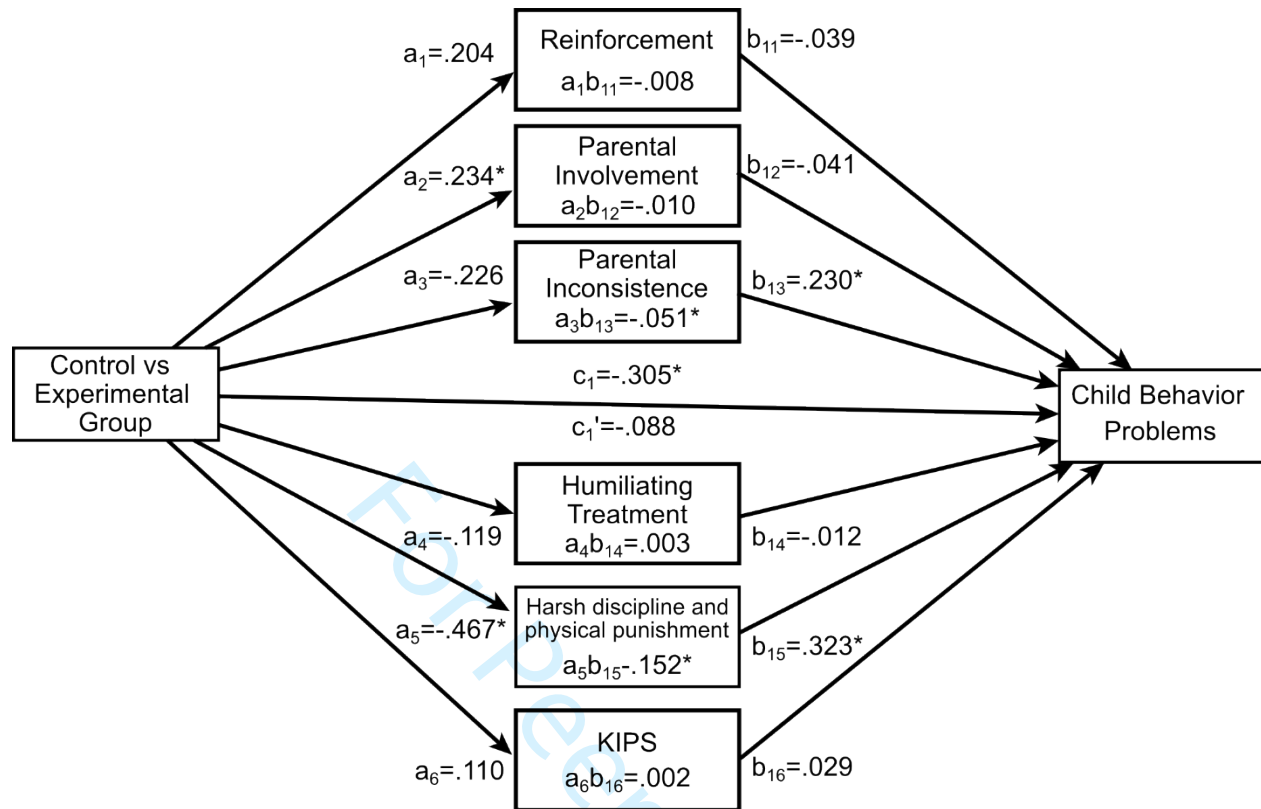 Reinforcement
a₁b₁₁=-.008
a₁=.204
b₁₁=-.039
Parental
Involvement
a₂b₁₂=-.010
a₂=.234*
b₁₂=-.041
Parental
Inconsistence
a₃b₁₃=-.051*
a₃=-.226
b₁₃=.230*
Control vs
Experimental
Group
c₁=-.305*
c₁'=-.088
Child Behavior
Problems
Humiliating
Treatment
a₄b₁₄=.003
a₄=-.119
b₁₄=-.012
Harsh discipline and
physical punishment
a₅b₁₅-.152*
a₅=-.467*
b₁₅=.323*
KIPS
a₆b₁₆=.002
a₆=.110
b₁₆=.029
For Peer